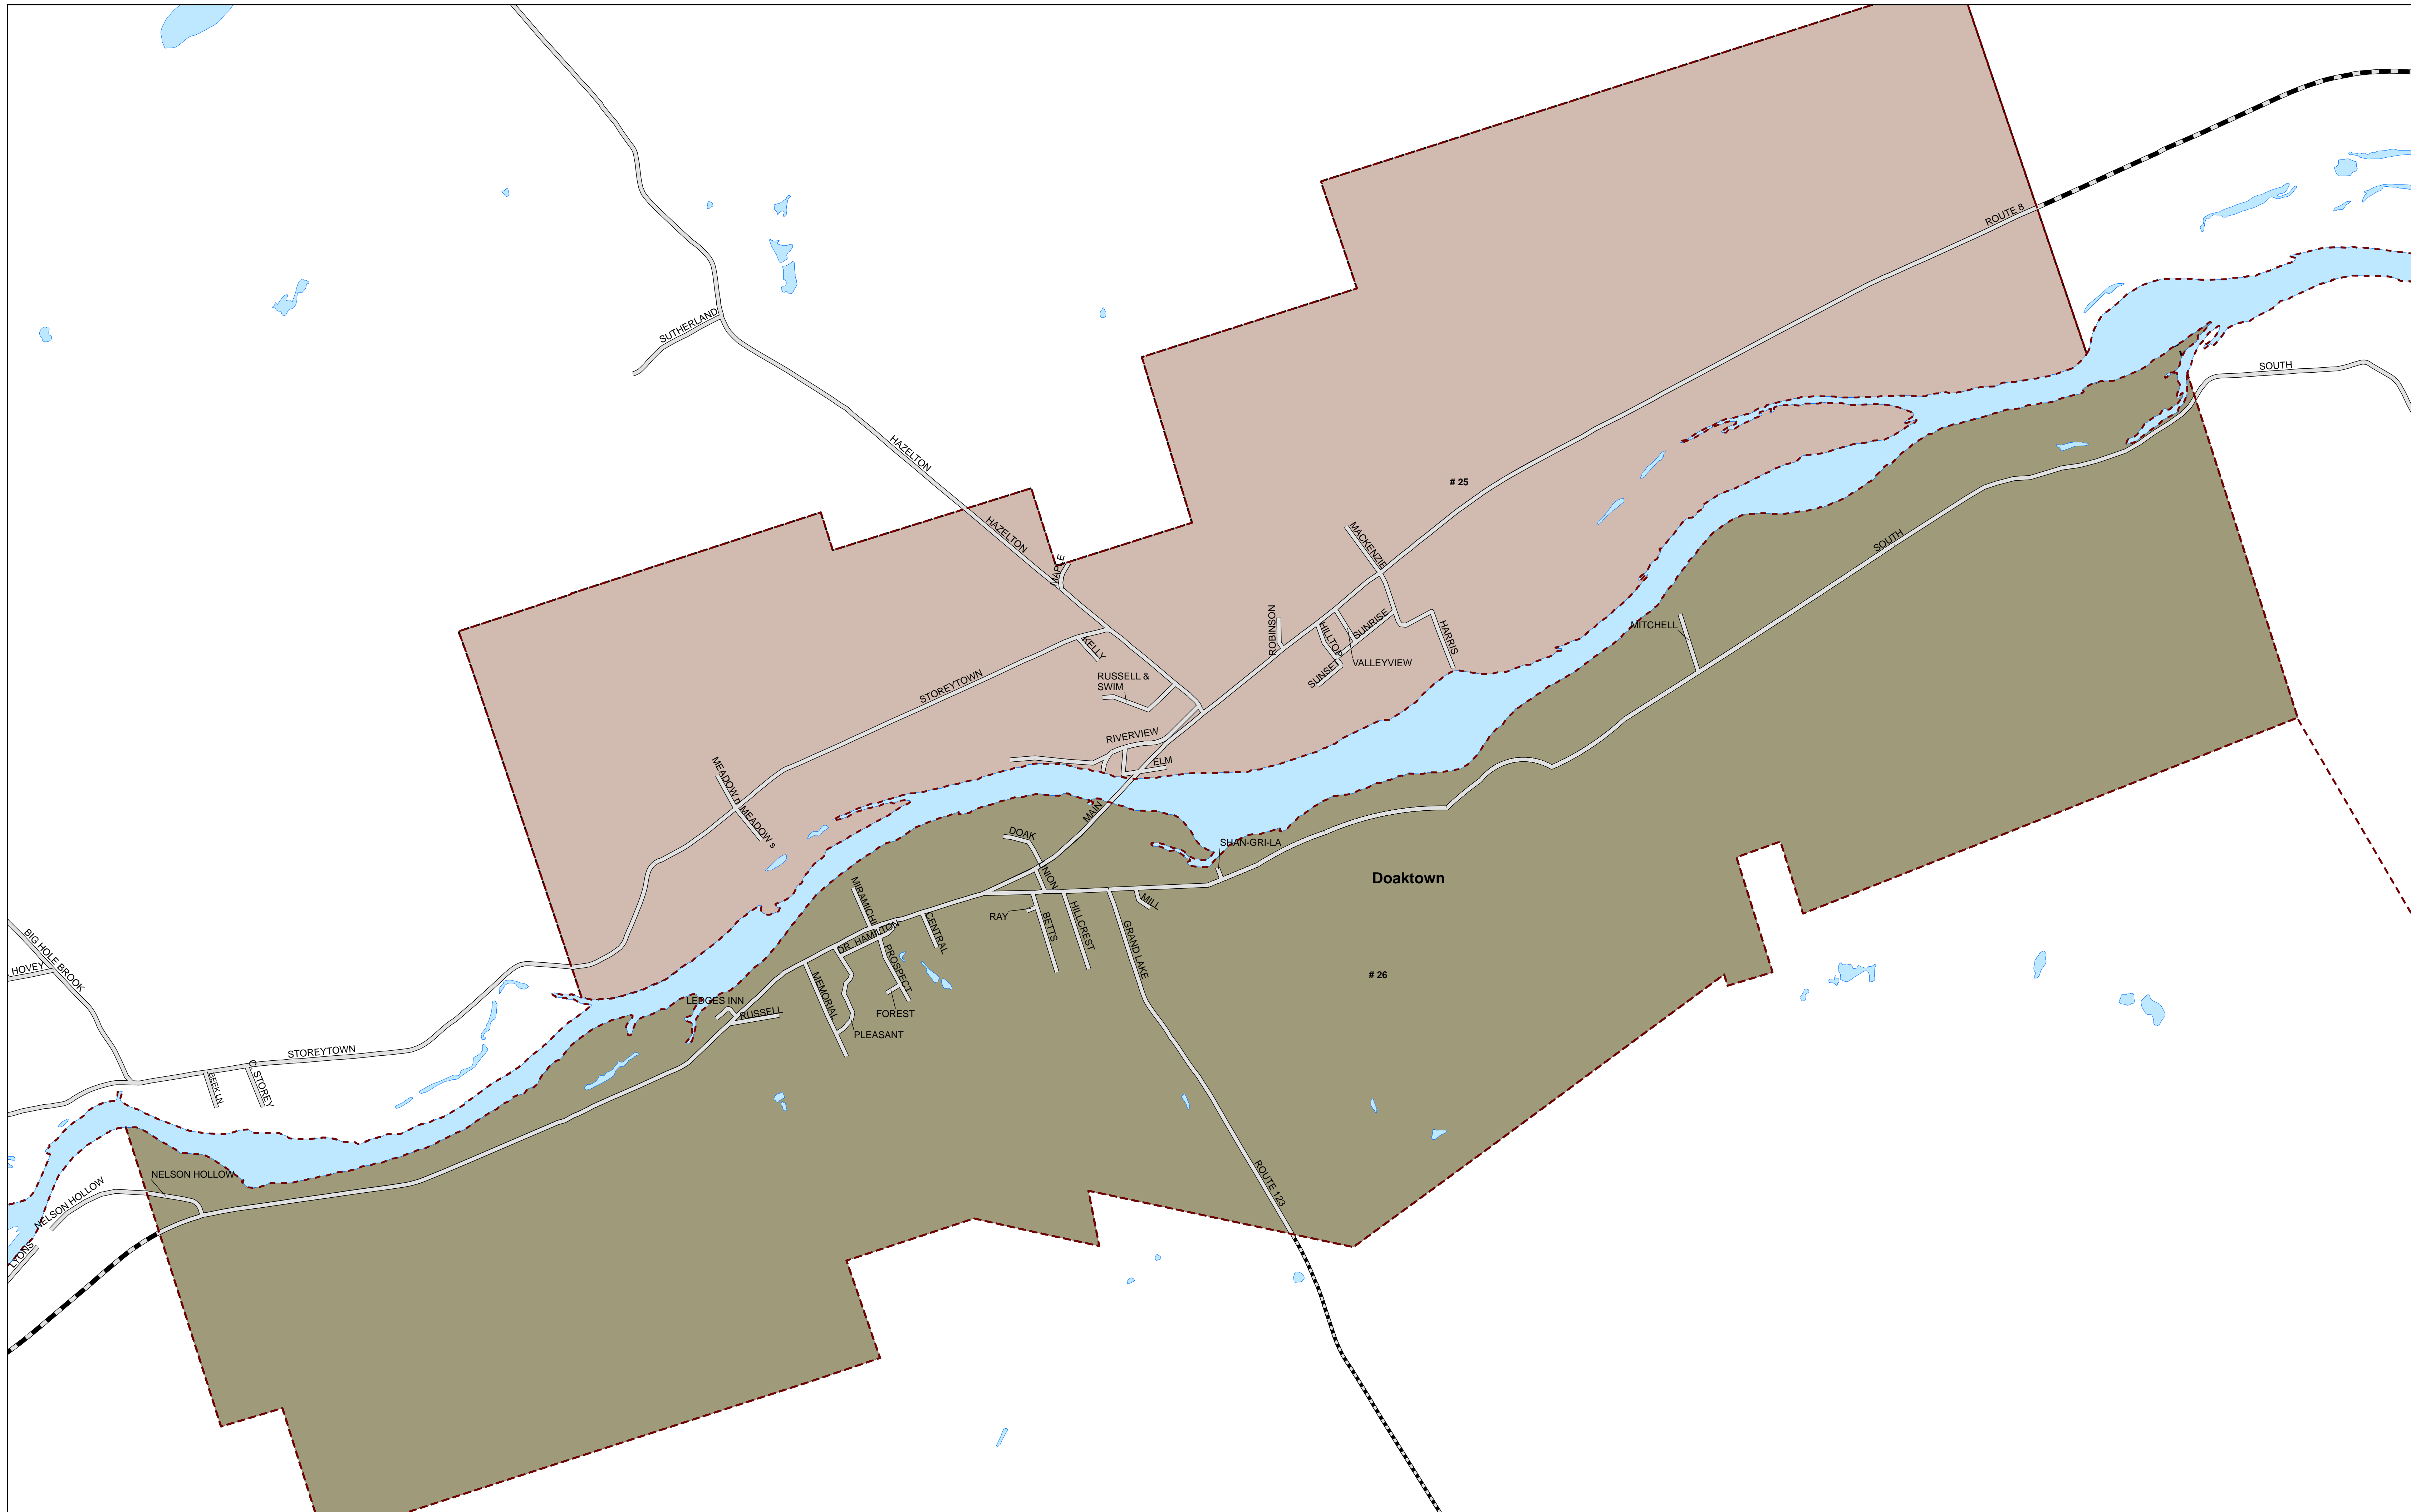 ROUTE 8
SUTHERLAND
SOUTH
HAZELTON
# 25
HAZELTON
MACKENZIE
SOUTH
MAPLE
ROBINSON
HILLTOP
SUNRISE
HARRIS
MITCHELL
KELLY
VALLEYVIEW
SUNSET
RUSSELL &
SWIM
STOREYTOWN
RIVERVIEW
ELM
MEADOW n
MEADOW s
MAIN
DOAK
SHAN-GRI-LA
UNION
Doaktown
MIRAMICHI
RAY
BETTS
HILLCREST
MILL
CENTRAL
DR. HAMILTON
GRAND LAKE
PROSPECT
BIG HOLE BROOK
HOVEY
# 26
MEMORIAL
LEDGES INN
RUSSELL
FOREST
PLEASANT
STOREYTOWN
BEEK LN
C. STOREY
NELSON HOLLOW
ROUTE 123
NELSON HOLLOW
LYONS